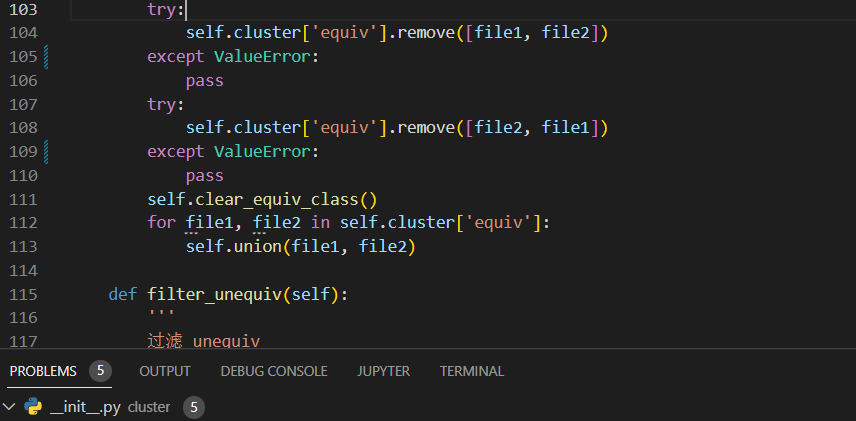 103 try:
104 self.cluster['equiv'].remove([file1, file2])
105 except ValueError:
106 pass
107 try:
108 self.cluster['equiv'].remove([file2, file1])
109 except ValueError:
110 pass
111 self.clear_equiv_class()
112 for file1, file2 in self.cluster['equiv']:
113 self.union(file1, file2)
114
115 def filter_unequiv(self):
116 '''
117 过滤 unequiv
PROBLEMS 5 OUTPUT DEBUG CONSOLE JUPYTER TERMINAL
__init__.py cluster 5